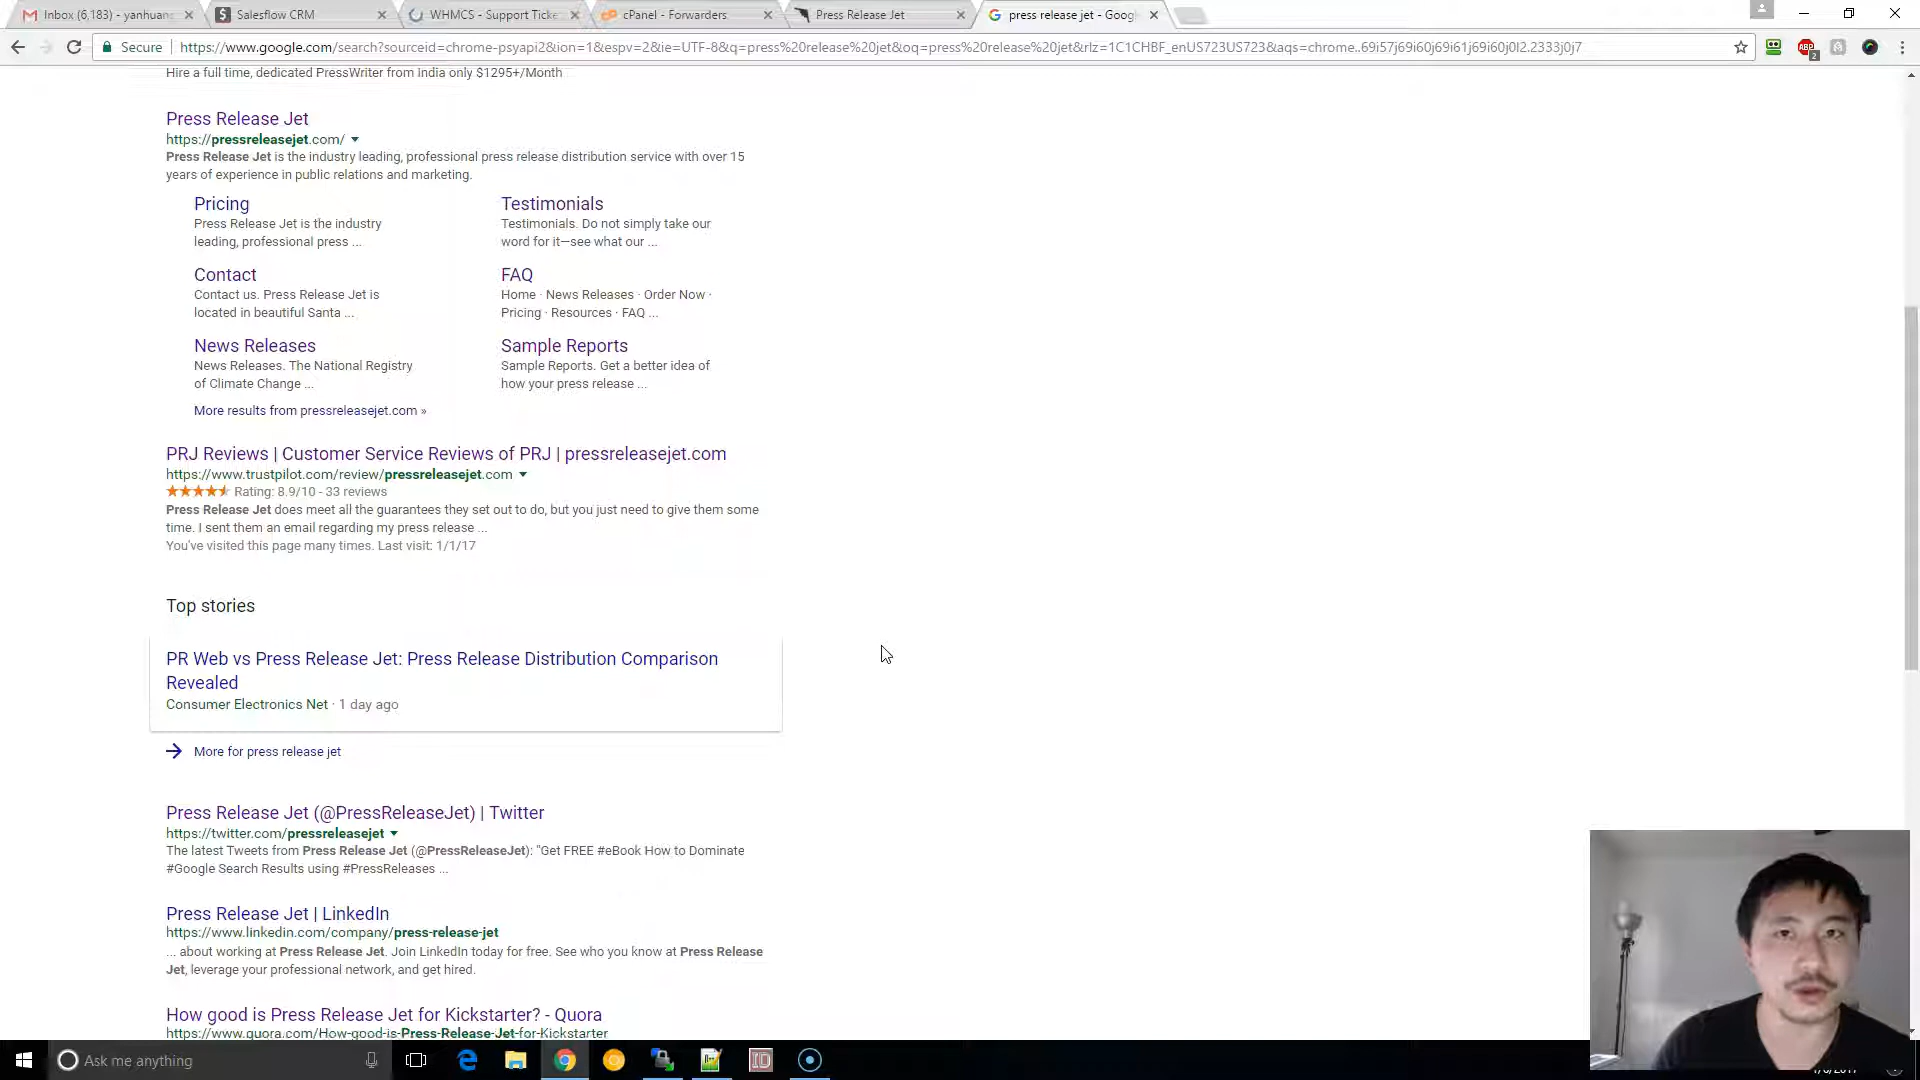 Inbox (6,183) - yanhuan
Salesflow CRM
WHMCS - Support Ticke
cPanel - Forwarders
Press Release Jet
press release jet - Goog
Secure
https://www.google.com/search?sourceid=chrome-psyapi2&ion=1&espv=2&ie=UTF-8&q=press%20release%20jet&oq=press%20release%20jet&rlz=1C1CHBF_enUS723US723&aqs=chrome..69i57j69i60j69i61j69i60j0l2.2333j0j7
ABP
2
Hire a full time, dedicated PressWriter from India only $1295+/Month
Press Release Jet
https://pressreleasejet.com/
Press Release Jet is the industry leading, professional press release distribution service with over 15
years of experience in public relations and marketing.
Pricing
Press Release Jet is the industry
leading, professional press ...
Testimonials
Testimonials. Do not simply take our
word for it—see what our ...
Contact
Contact us. Press Release Jet is
located in beautiful Santa ...
FAQ
Home · News Releases · Order Now ·
Pricing · Resources · FAQ ...
News Releases
News Releases. The National Registry
of Climate Change ...
Sample Reports
Sample Reports. Get a better idea of
how your press release ...
More results from pressreleasejet.com »
PRJ Reviews | Customer Service Reviews of PRJ | pressreleasejet.com
https://www.trustpilot.com/review/pressreleasejet.com
Rating: 8.9/10 - 33 reviews
Press Release Jet does meet all the guarantees they set out to do, but you just need to give them some
time. I sent them an email regarding my press release ...
You've visited this page many times. Last visit: 1/1/17
Top stories
PR Web vs Press Release Jet: Press Release Distribution Comparison
Revealed
Consumer Electronics Net · 1 day ago
More for press release jet
Press Release Jet (@PressReleaseJet) | Twitter
https://twitter.com/pressreleasejet
The latest Tweets from Press Release Jet (@PressReleaseJet): "Get FREE #eBook How to Dominate
#Google Search Results using #PressReleases ...
Press Release Jet | LinkedIn
https://www.linkedin.com/company/press-release-jet
... about working at Press Release Jet. Join LinkedIn today for free. See who you know at Press Release
Jet, leverage your professional network, and get hired.
How good is Press Release Jet for Kickstarter? - Quora
https://www.quora.com/How-good-is-Press-Release-Jet-for-Kickstarter
Ask me anything